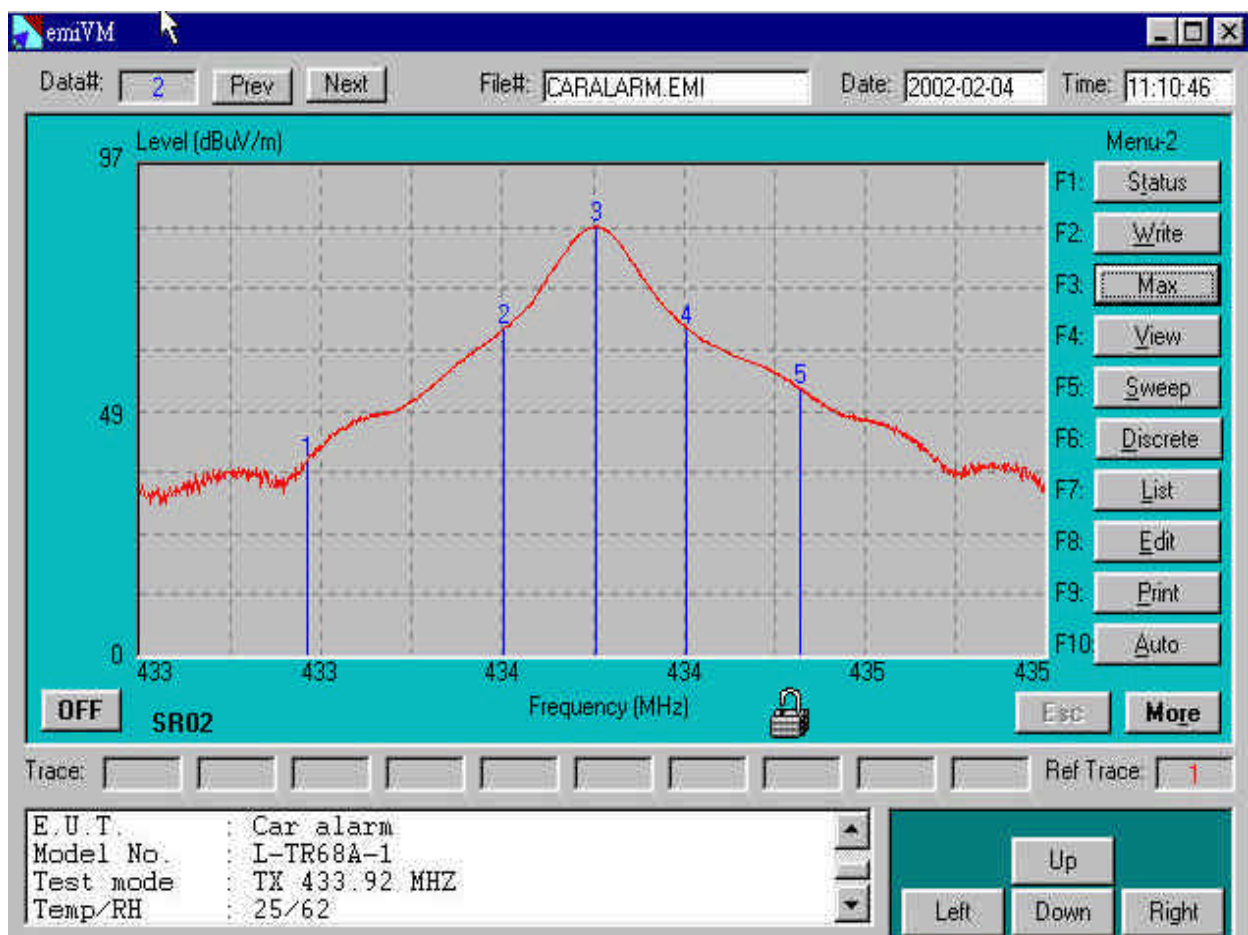 emiVM
Data#: 2 Prev Next File#: CARALARM.EMI Date: 2002-02-04 Time: 11:10:46
Level (dBuV/m) Menu-2
97
49
0
1
2
3
4
5
433 433 434 434 435 435
Frequency (MHz)
F1: Status
F2: Write
F3: Max
F4: View
F5: Sweep
F6: Discrete
F7: List
F8: Edit
F9: Print
F10: Auto
OFF SR02 Esc More
Trace: Ref Trace: 1
E.U.T. : Car alarm
Model No. : L-TR68A-1
Test mode : TX 433.92 MHZ
Temp/RH : 25/62
Up
Left Down Right